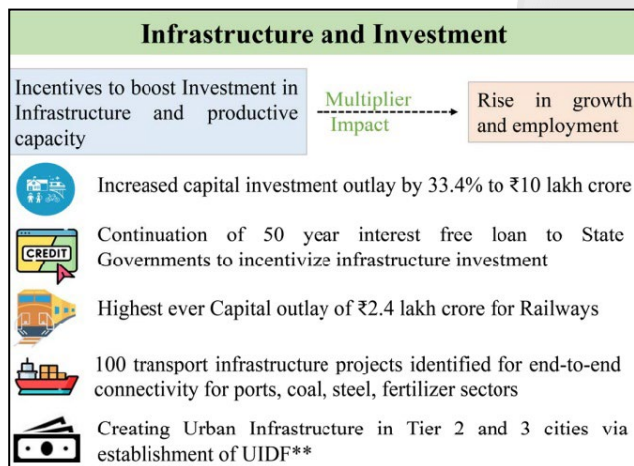 Infrastructure and Investment
Incentives to boost Investment in
Infrastructure and productive
capacity
Multiplier
Impact
Rise in growth
and employment
Increased capital investment outlay by 33.4% to ₹10 lakh crore
CREDIT
Continuation of 50 year interest free loan to State
Governments to incentivize infrastructure investment
Highest ever Capital outlay of ₹2.4 lakh crore for Railways
100 transport infrastructure projects identified for end-to-end
connectivity for ports, coal, steel, fertilizer sectors
Creating Urban Infrastructure in Tier 2 and 3 cities via
establishment of UIDF**